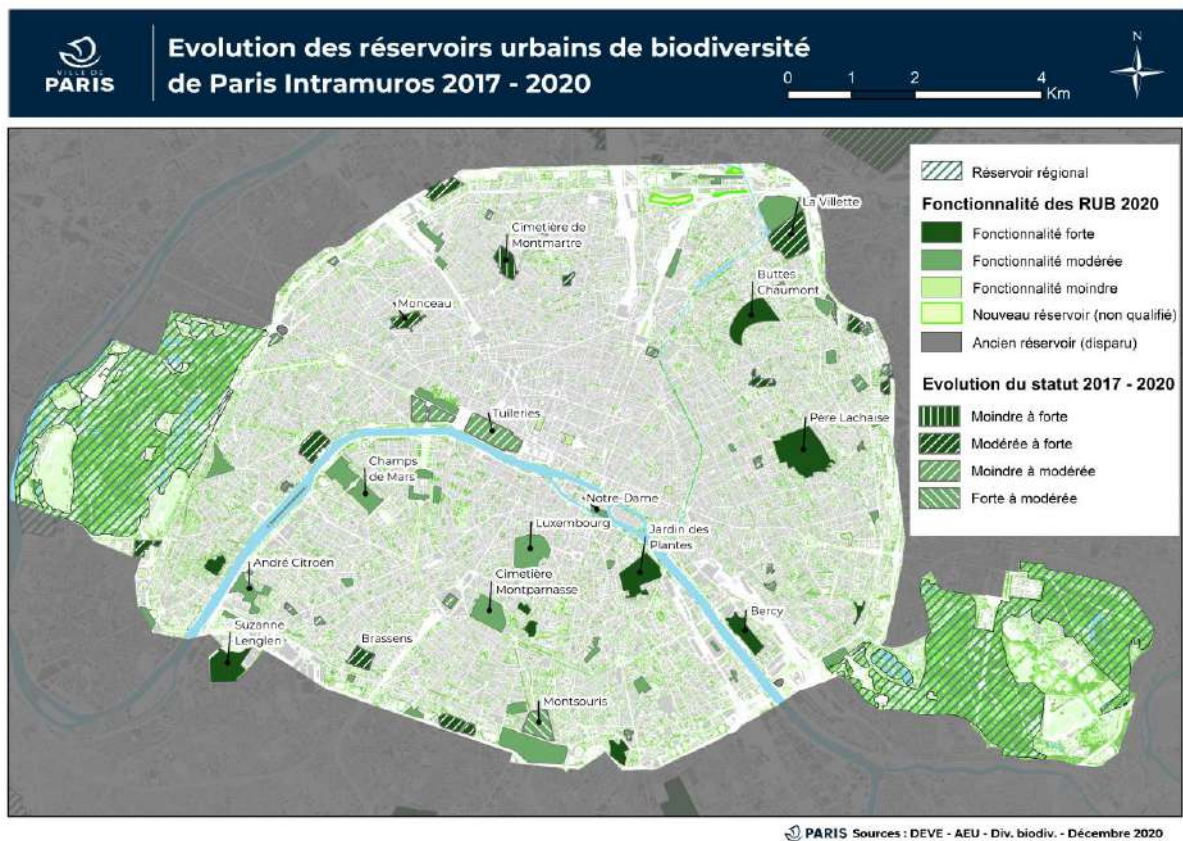 VILLE DE
PARIS
Evolution des réservoirs urbains de biodiversité
de Paris Intramuros 2017 - 2020
0 1 2 4
Km
N
Réservoir régional
Fonctionnalité des RUB 2020
Fonctionnalité forte
Fonctionnalité modérée
Fonctionnalité moindre
Nouveau réservoir (non qualifié)
Ancien réservoir (disparu)
Evolution du statut 2017 - 2020
Moindre à forte
Modérée à forte
Moindre à modérée
Forte à modérée
La Villette
Cimetière de
Montmartre
Buttes
Chaumont
Monceau
Tuileries
Père Lachaise
Champs
de Mars
Notre-Dame
Luxembourg
Jardin des
Plantes
André Citroën
Cimetière
Montparnasse
Suzanne
Lenglen
Brassens
Bercy
Montsouris
PARIS Sources : DEVE - AEU - Div. biodiv. - Décembre 2020